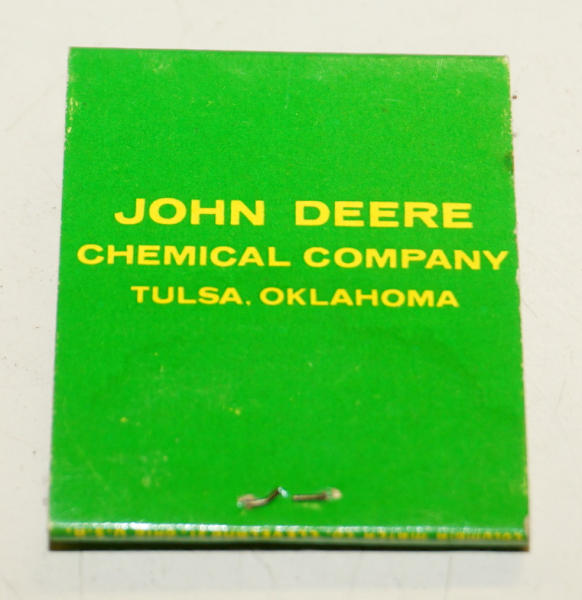 JOHN DEERE
CHEMICAL COMPANY
TULSA, OKLAHOMA